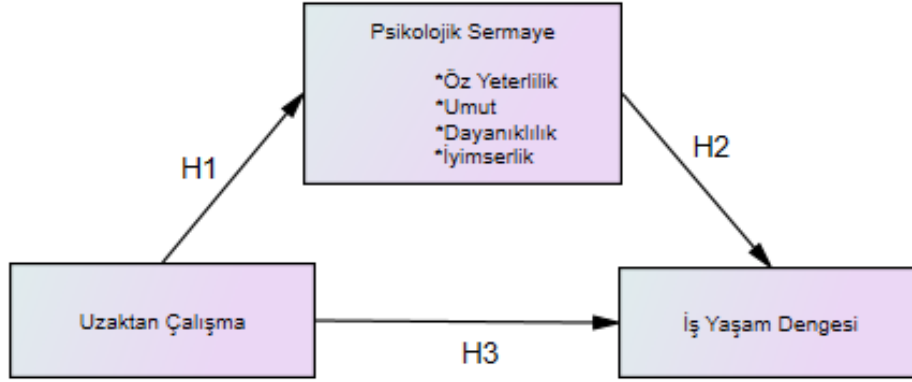 Psikolojik Sermaye
*Öz Yeterlilik
*Umut
*Dayanıklılık
*İyimserlik
H1
H2
Uzaktan Çalışma
İş Yaşam Dengesi
H3